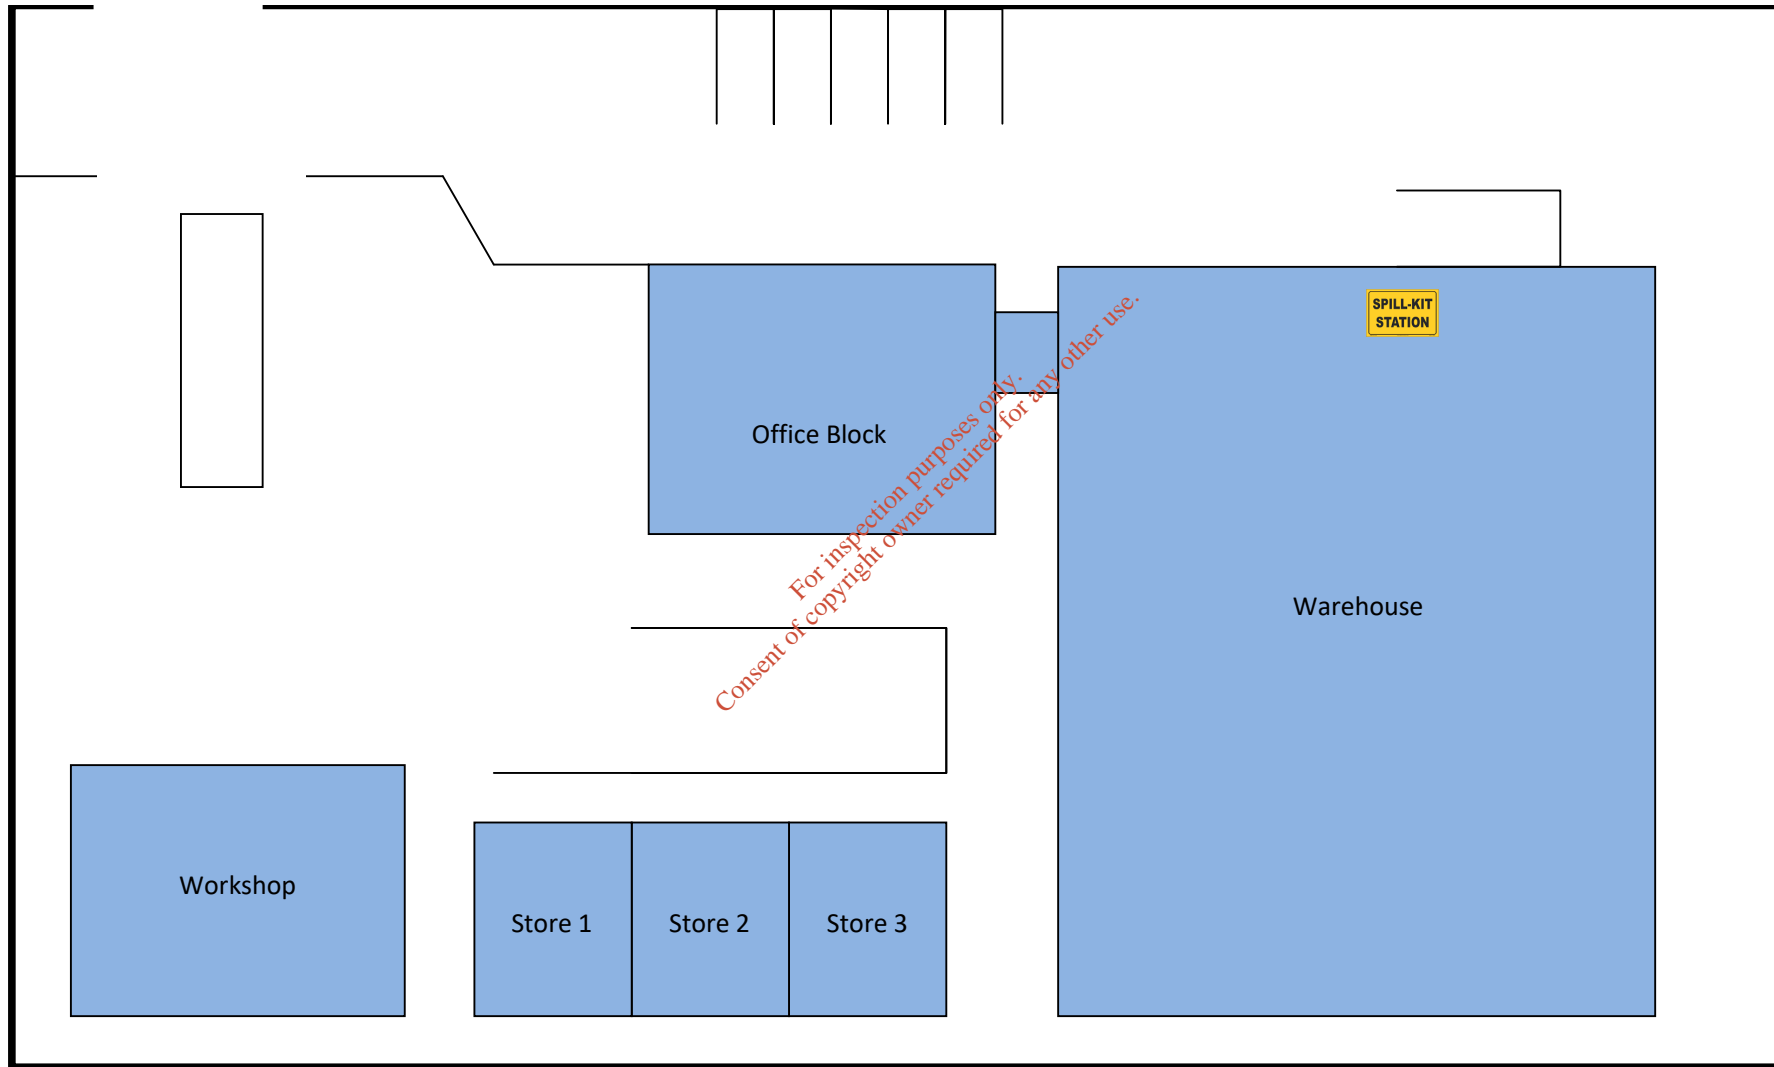 SPILL-KIT
STATION
Office Block
For inspection purposes only.
Consent of copyright owner required for any other use.
Warehouse
Workshop
Store 1
Store 2
Store 3